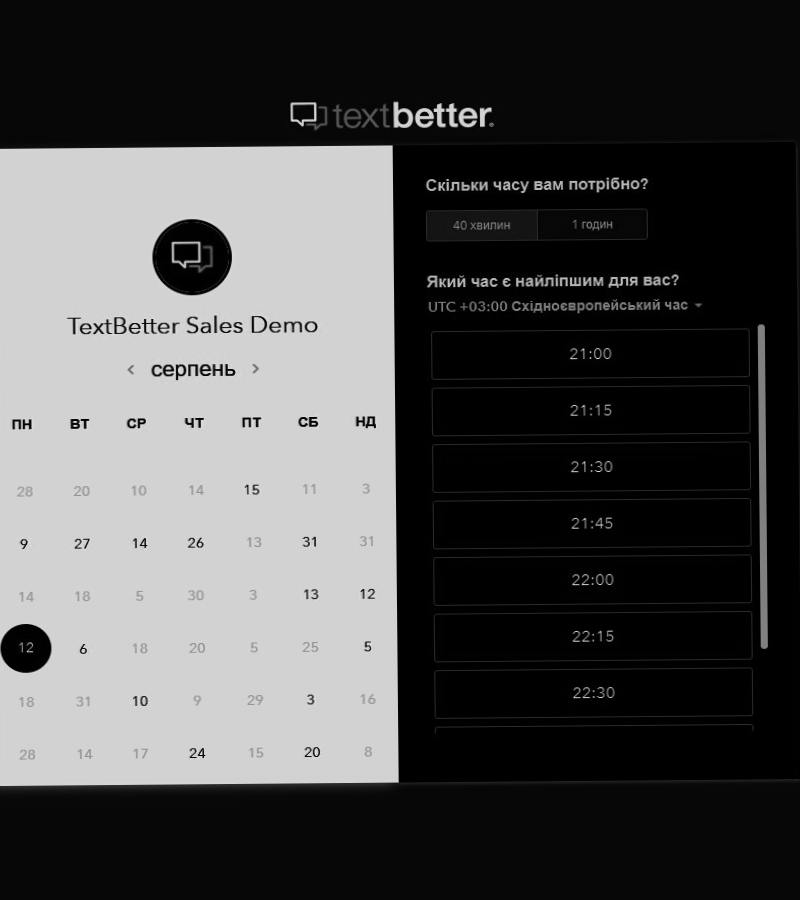 textbetter.
TextBetter Sales Demo
серпень
ПН ВТ СР ЧТ ПТ СБ НД
28 20 10 14 15 11 3
9 27 14 26 13 31 31
14 18 5 30 3 13 12
12 6 18 20 5 25 5
18 31 10 9 29 3 16
28 14 17 24 15 20 8
Скільки часу вам потрібно?
40 хвилин 1 годин
Який час є найліпшим для вас?
UTC +03:00 Східноєвропейський час
21:00
21:15
21:30
21:45
22:00
22:15
22:30